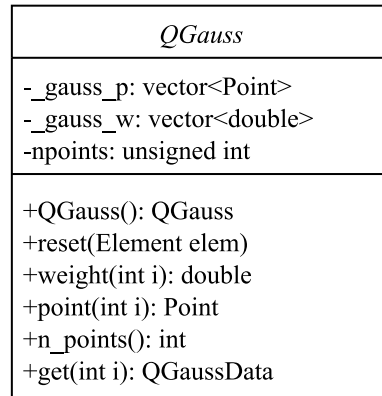 QGauss
-_gauss_p: vector<Point>
-_gauss_w: vector<double>
-npoints: unsigned int
+QGauss(): QGauss
+reset(Element elem)
+weight(int i): double
+point(int i): Point
+n_points(): int
+get(int i): QGaussData